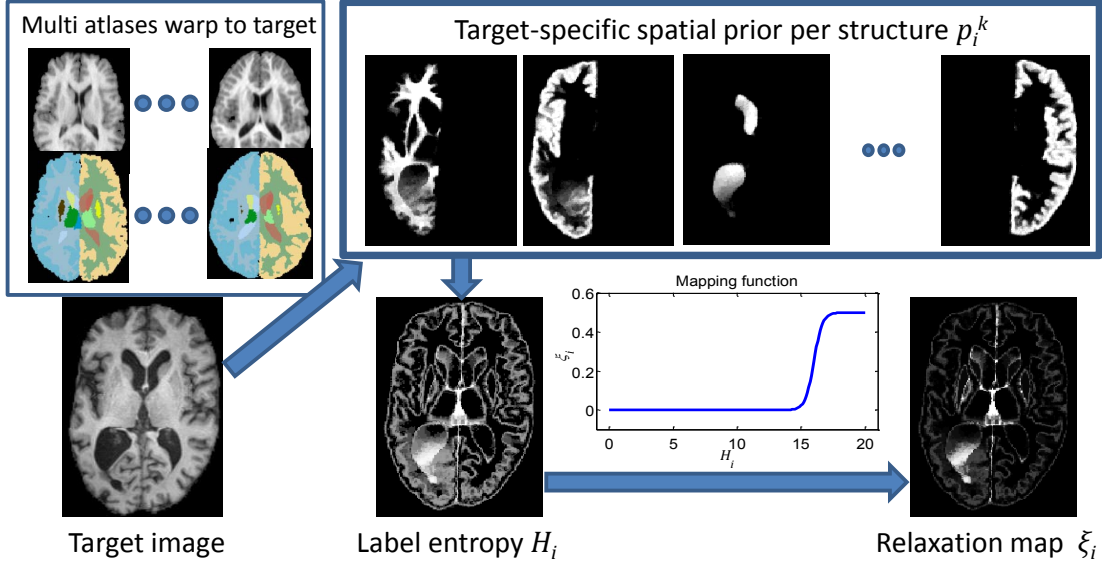 Multi atlases warp to target
Target-specific spatial prior per structure p_i^k
Mapping function
0.6
0.4
0.2
0
ξ_i
0 5 10 15 20
H_i
Target image
Label entropy H_i
Relaxation map ξ_i